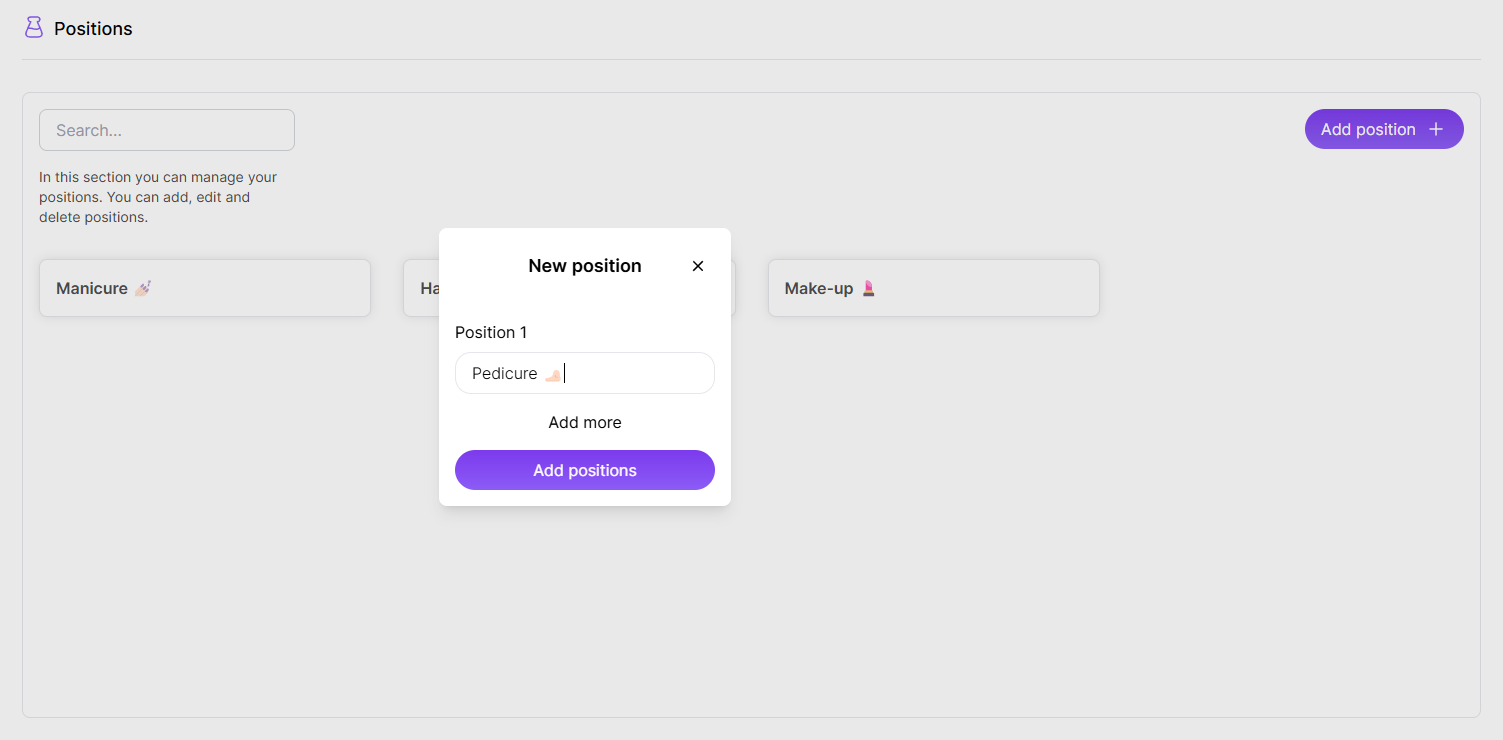 Positions
Search...
Add position
In this section you can manage your
positions. You can add, edit and
delete positions.
Manicure 💅🏻
Make-up 💄
New position
Position 1
Pedicure 🦶🏻
Add more
Add positions